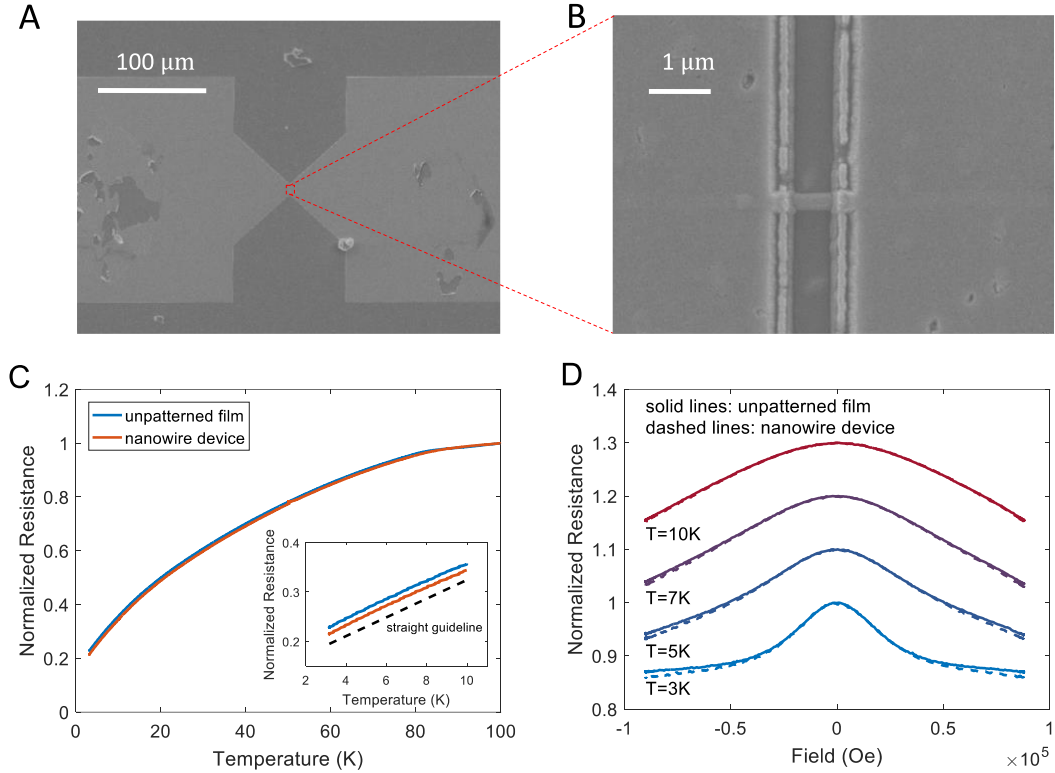 A
B
100 μm
1 μm
C
D
1.2
1
0.8
0.6
0.4
0.2
0
0
20
40
60
80
100
Normalized Resistance
Temperature (K)
unpatterned film
nanowire device
0.4
0.3
0.2
2
4
6
8
10
Normalized Resistance
Temperature (K)
straight guideline
1.4
1.3
1.2
1.1
1
0.9
0.8
-1
-0.5
0
0.5
1
Normalized Resistance
Field (Oe)
×10⁵
solid lines: unpatterned film
dashed lines: nanowire device
T=10K
T=7K
T=5K
T=3K